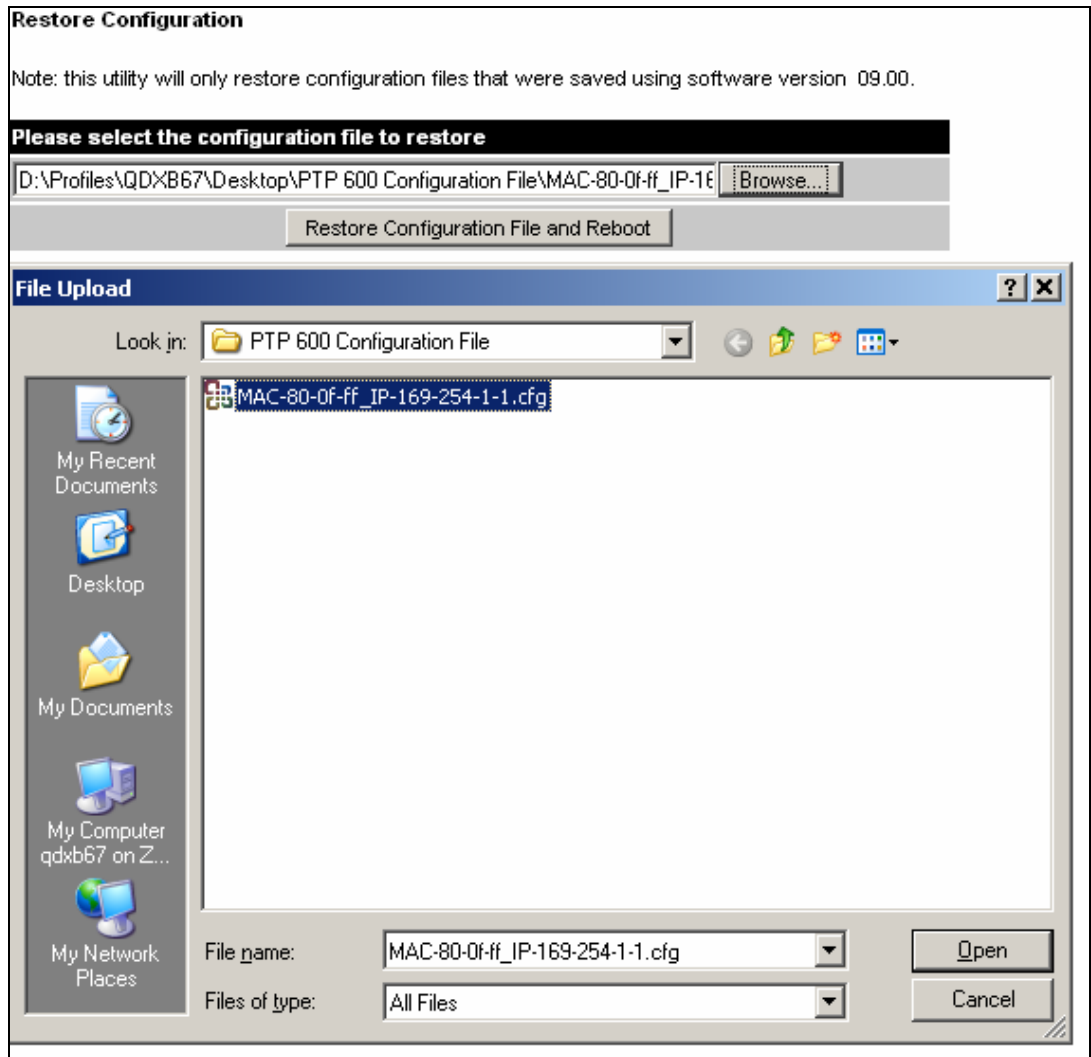 Restore Configuration
Note: this utility will only restore configuration files that were saved using software version 09.00.
Please select the configuration file to restore
D:\Profiles\QDXB67\Desktop\PTP 600 Configuration File\MAC-80-0f-ff_IP-16
Browse...
Restore Configuration File and Reboot
File Upload
Look in:
PTP 600 Configuration File
MAC-80-0f-ff_IP-169-254-1-1.cfg
My Recent
Documents
Desktop
My Documents
My Computer
qdxb67 on Z...
My Network
Places
File name:
MAC-80-0f-ff_IP-169-254-1-1.cfg
Open
Files of type:
All Files
Cancel